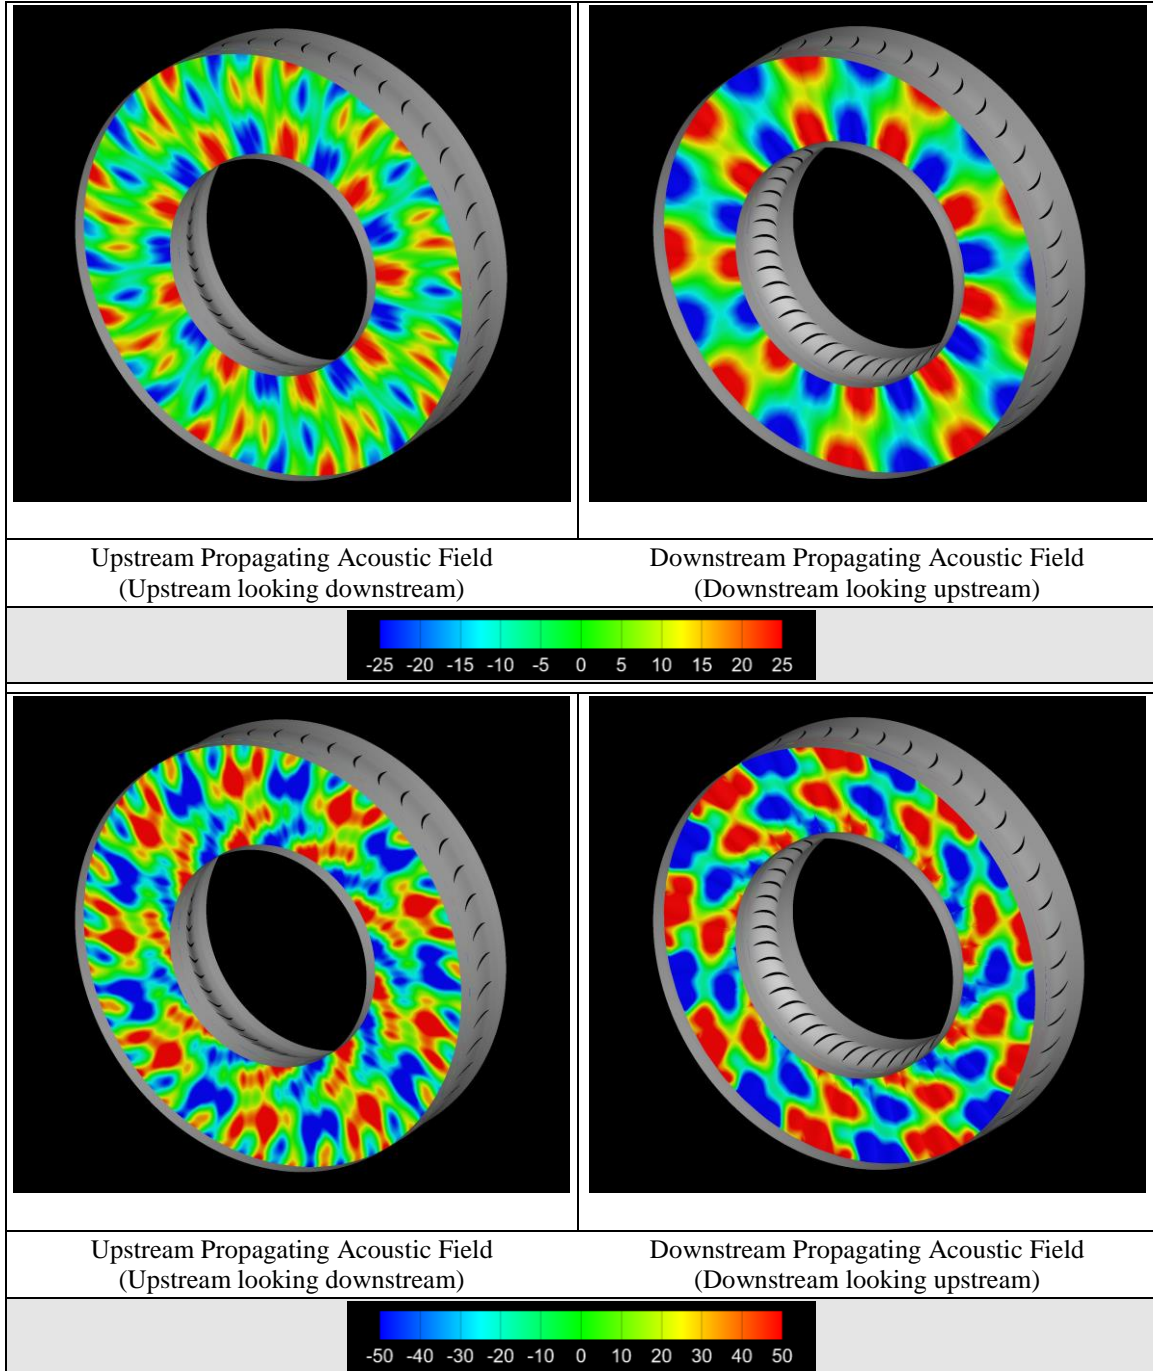 Upstream Propagating Acoustic Field
(Upstream looking downstream)
Downstream Propagating Acoustic Field
(Downstream looking upstream)
-25 -20 -15 -10 -5 0 5 10 15 20 25
Upstream Propagating Acoustic Field
(Upstream looking downstream)
Downstream Propagating Acoustic Field
(Downstream looking upstream)
-50 -40 -30 -20 -10 0 10 20 30 40 50